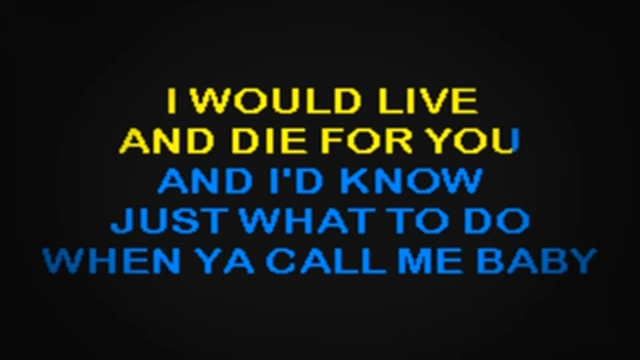 I WOULD LIVE
AND DIE FOR YOU
AND I'D KNOW
JUST WHAT TO DO
WHEN YA CALL ME BABY